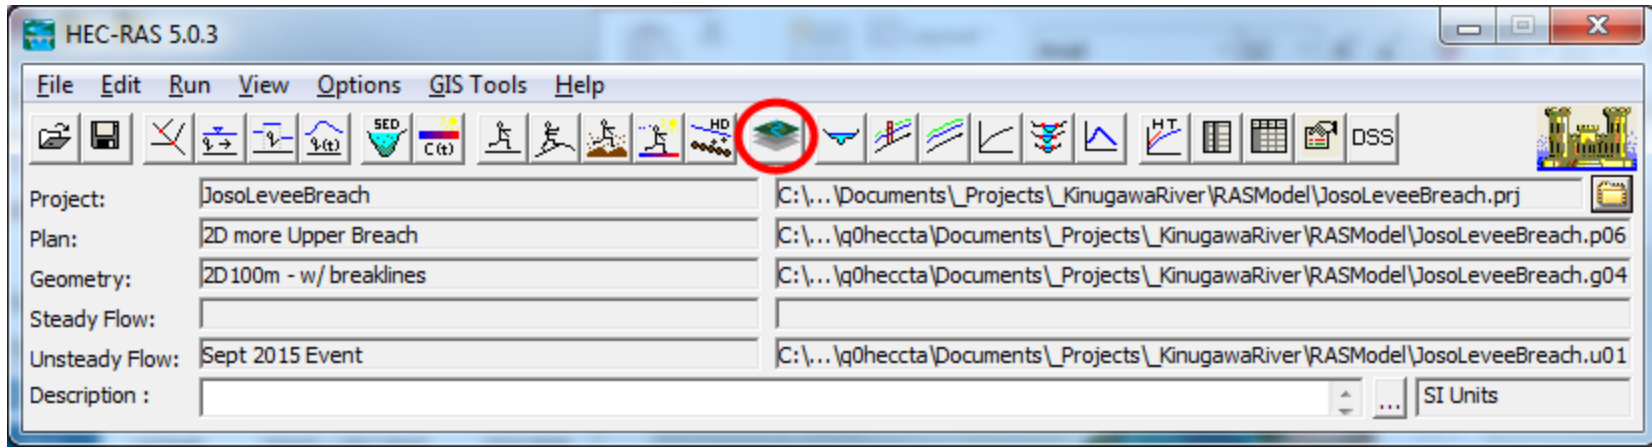 HEC-RAS 5.0.3
File Edit Run View Options GIS Tools Help
SED C(t) HD HT DSS
Project: JosoLeveeBreach C:\...\Documents\_Projects\_KinugawaRiver\RASModel\JosoLeveeBreach.prj
Plan: 2D more Upper Breach C:\...\q0heccta\Documents\_Projects\_KinugawaRiver\RASModel\JosoLeveeBreach.p06
Geometry: 2D100m - w/ breaklines C:\...\q0heccta\Documents\_Projects\_KinugawaRiver\RASModel\JosoLeveeBreach.g04
Steady Flow:
Unsteady Flow: Sept 2015 Event C:\...\q0heccta\Documents\_Projects\_KinugawaRiver\RASModel\JosoLeveeBreach.u01
Description : ... SI Units